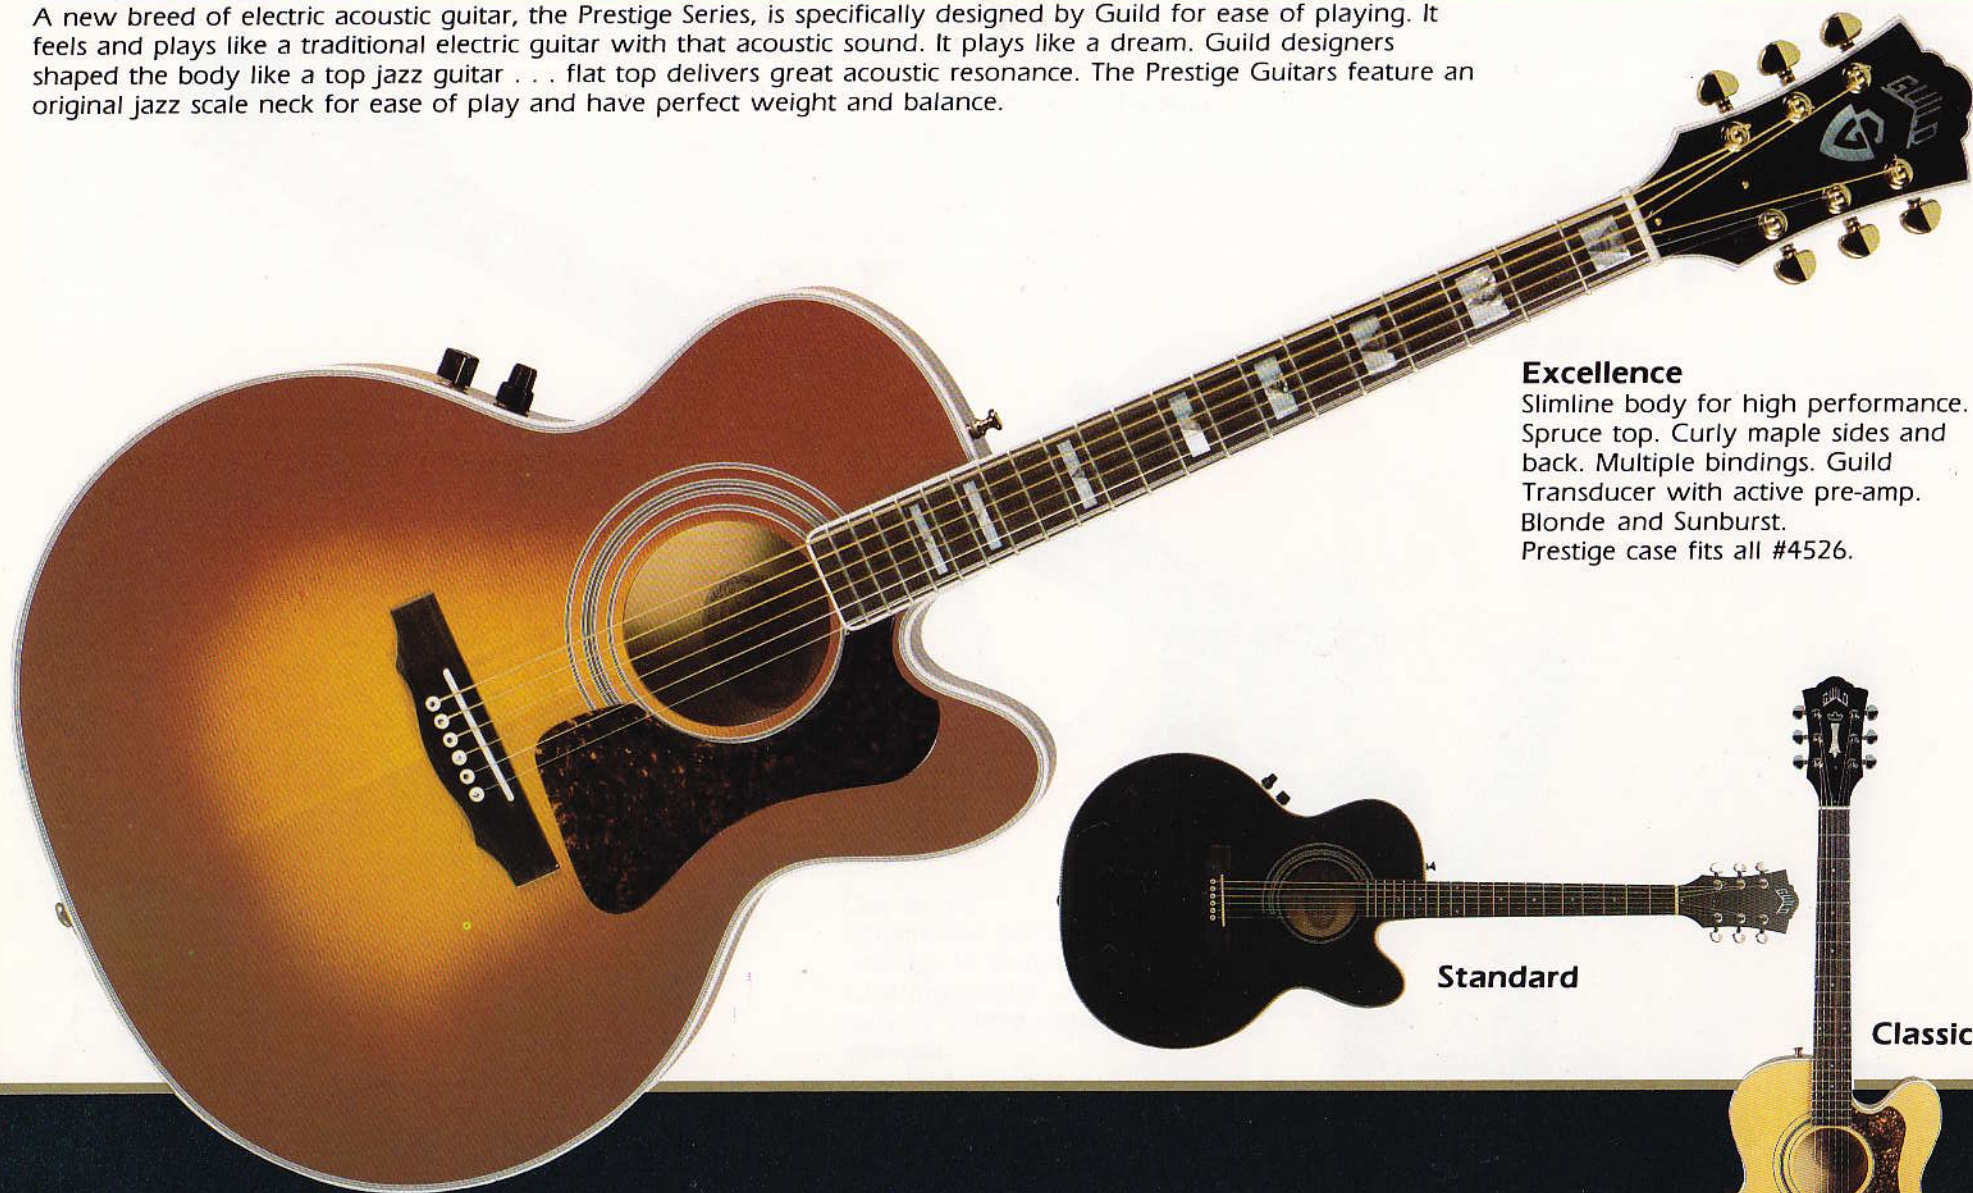 A new breed of electric acoustic guitar, the Prestige Series, is specifically designed by Guild for ease of playing. It
feels and plays like a traditional electric guitar with that acoustic sound. It plays like a dream. Guild designers
shaped the body like a top jazz guitar . . . flat top delivers great acoustic resonance. The Prestige Guitars feature an
original jazz scale neck for ease of play and have perfect weight and balance.
GUILD
G
Excellence
Slimline body for high performance.
Spruce top. Curly maple sides and
back. Multiple bindings. Guild
Transducer with active pre-amp.
Blonde and Sunburst.
Prestige case fits all #4526.
GUILD
GUILD
Standard
Classic